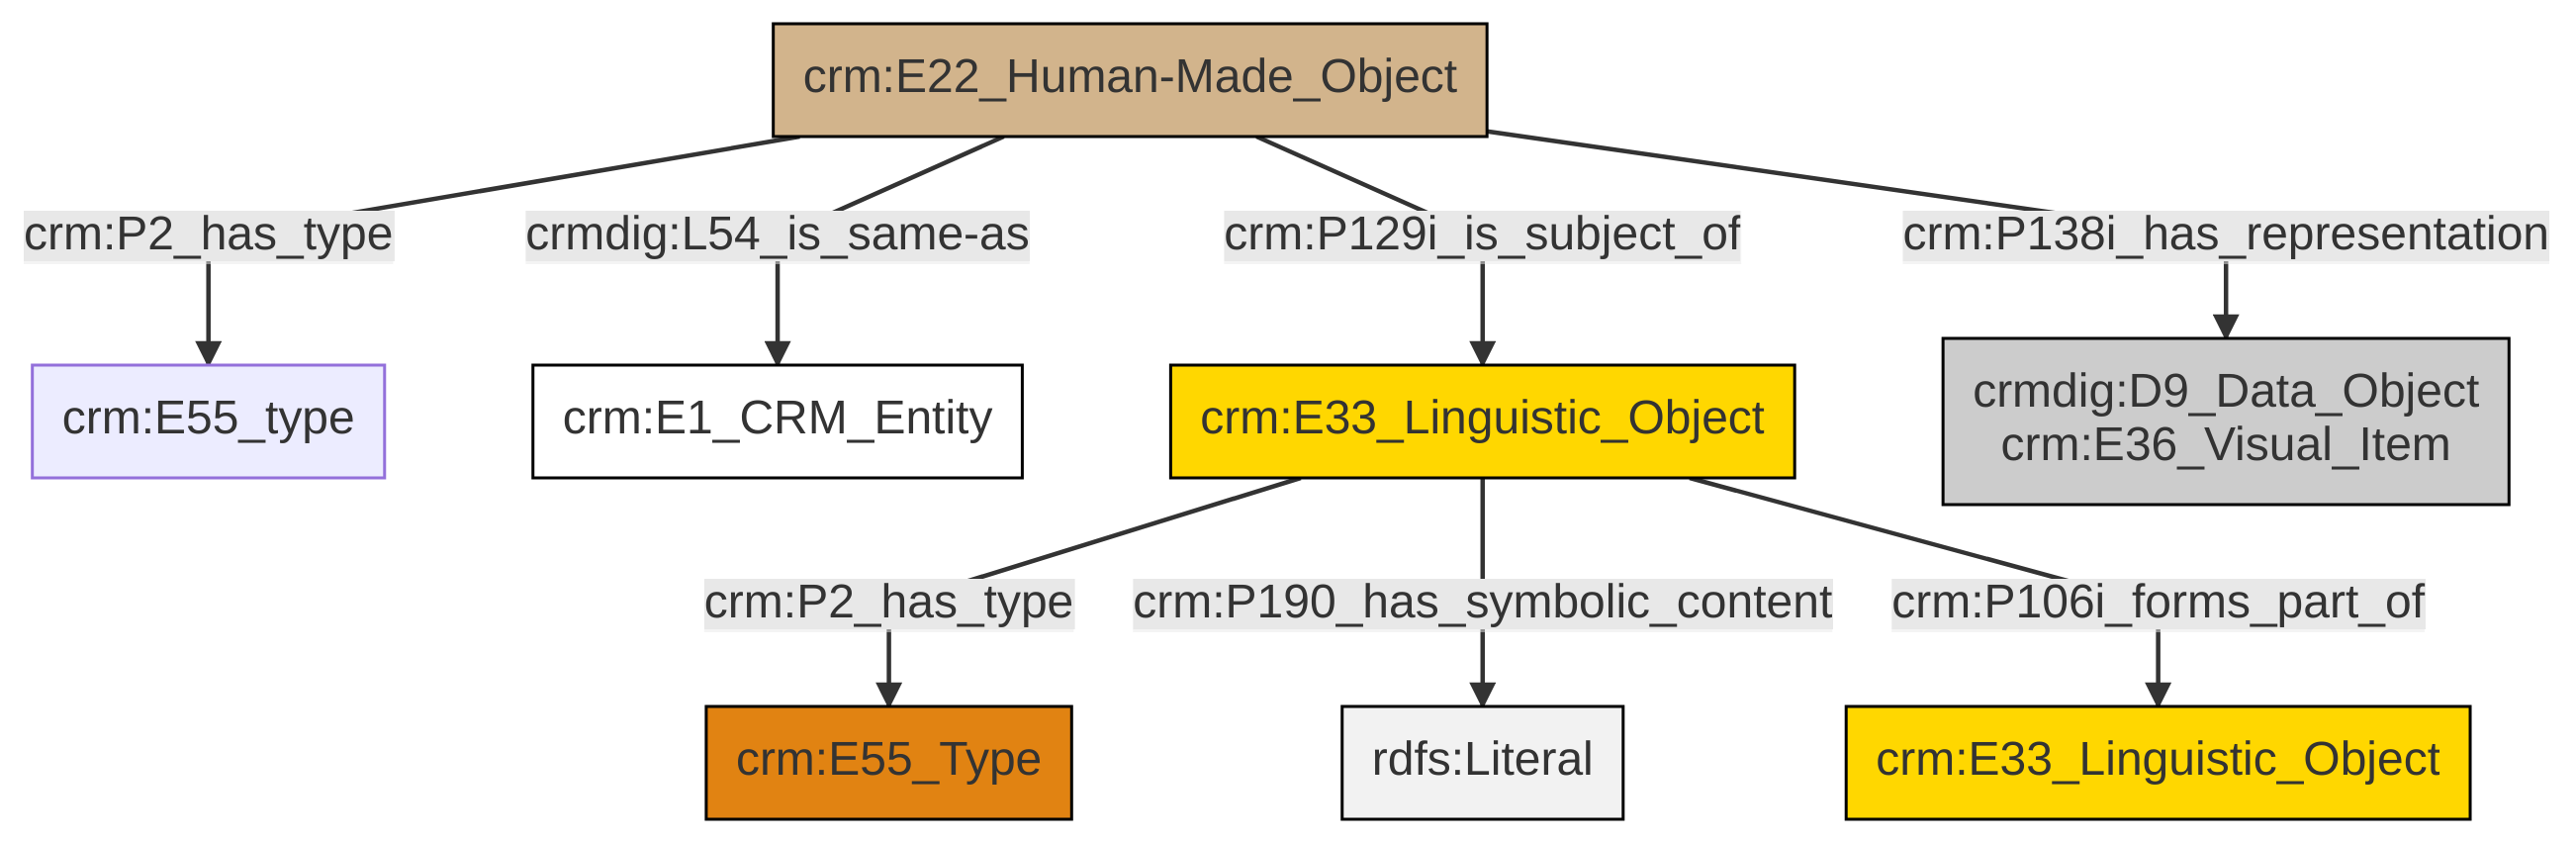 crm:E22_Human-Made_Object
crm:P2_has_type
crmdig:L54_is_same-as
crm:P129i_is_subject_of
crm:P138i_has_representation
crm:E55_type
crm:E1_CRM_Entity
crm:E33_Linguistic_Object
crmdig:D9_Data_Object
crm:E36_Visual_Item
crm:P2_has_type
crm:P190_has_symbolic_content
crm:P106i_forms_part_of
crm:E55_Type
rdfs:Literal
crm:E33_Linguistic_Object